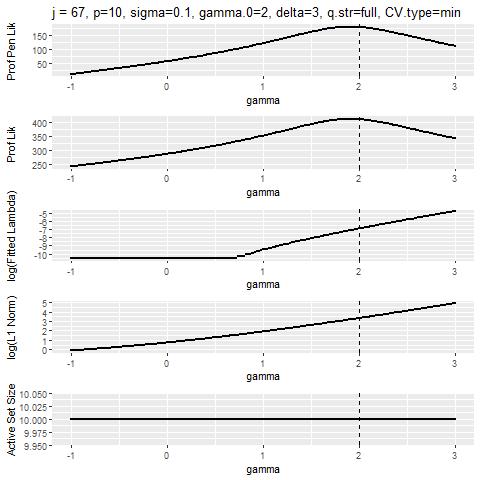 j = 67, p=10, sigma=0.1, gamma.0=2, delta=3, q.str=full, CV.type=min
Prof Pen Lik
150
100
50
-1 0 1 2 3
gamma
Prof Lik
400
350
300
250
-1 0 1 2 3
gamma
log(Fitted Lambda)
-5
-6
-7
-8
-9
-10
-1 0 1 2 3
gamma
log(L1 Norm)
5
4
3
2
1
0
-1 0 1 2 3
gamma
Active Set Size
10.050
10.025
10.000
9.975
9.950
-1 0 1 2 3
gamma